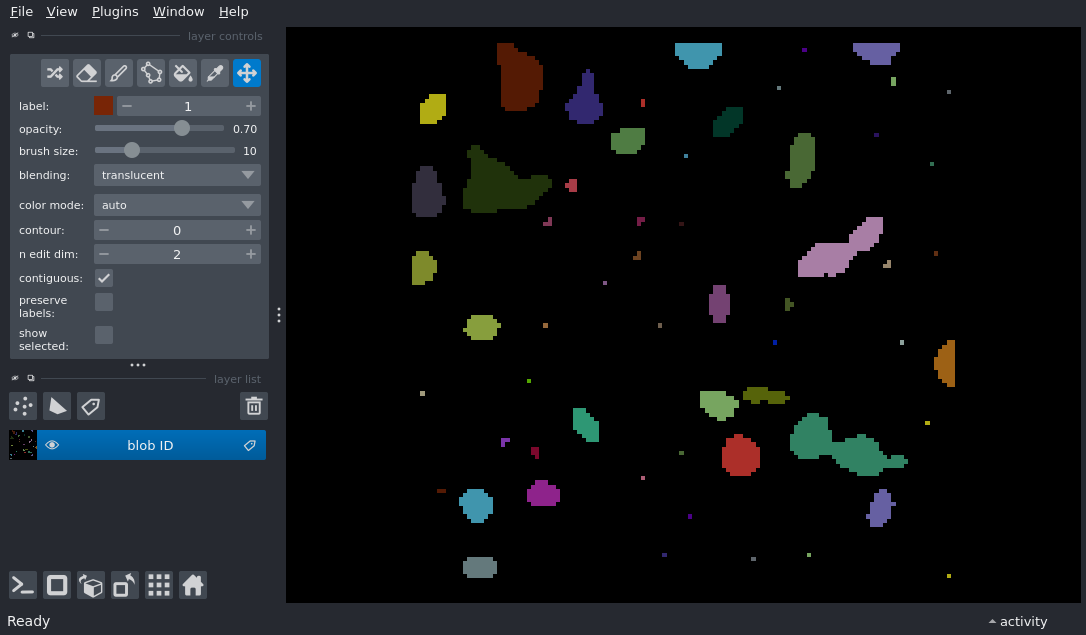 File View Plugins Window Help
layer controls
label: 1
opacity: 0.70
brush size: 10
blending: translucent
color mode: auto
contour: 0
n edit dim: 2
contiguous:
preserve
labels:
show
selected:
layer list
blob ID
Ready
activity